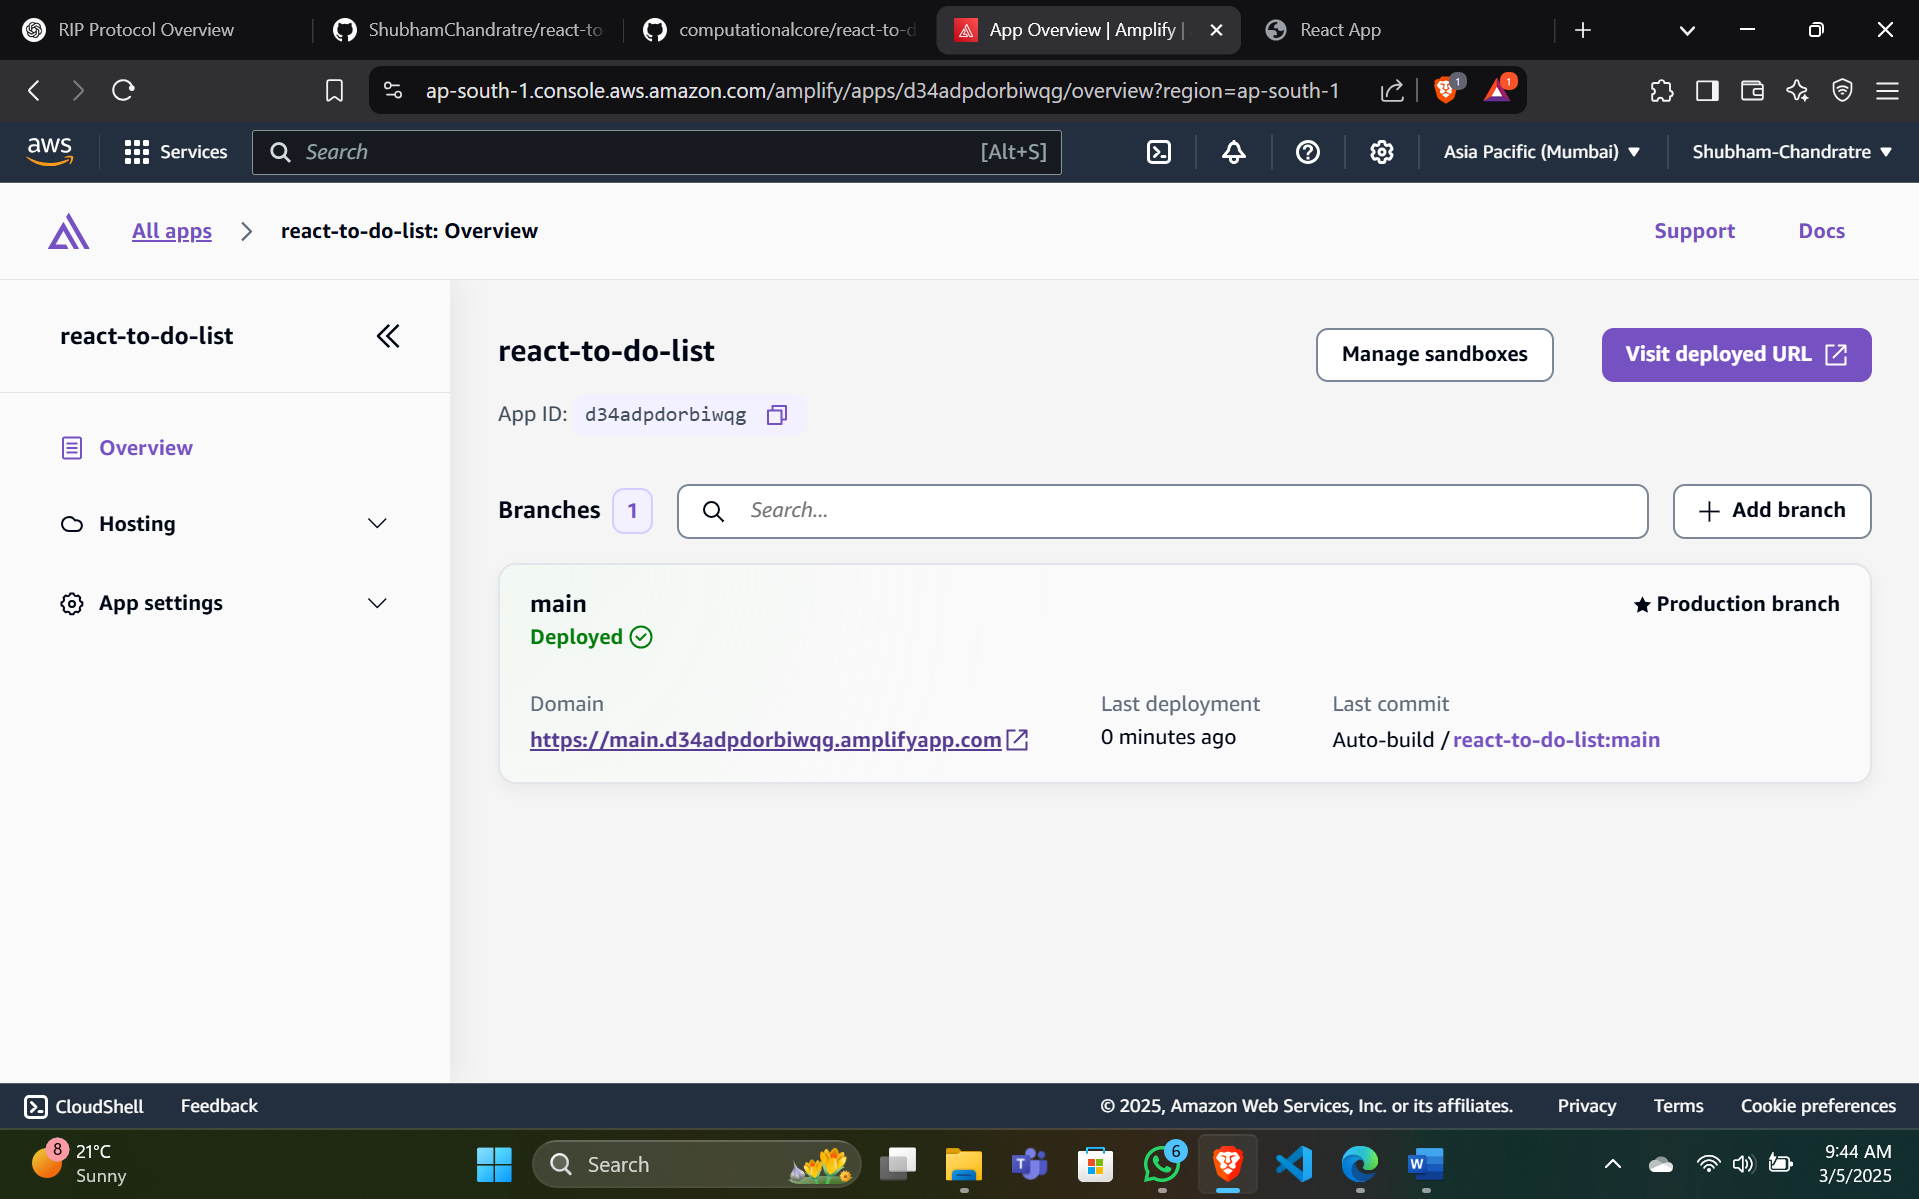 RIP Protocol Overview
ShubhamChandratre/react-to
computationalcore/react-to-d
App Overview | Amplify |
React App
ap-south-1.console.aws.amazon.com/amplify/apps/d34adpdorbiwqg/overview?region=ap-south-1
1
1
aws
Services
Search
[Alt+S]
Asia Pacific (Mumbai)
Shubham-Chandratre
All apps
react-to-do-list: Overview
Support
Docs
react-to-do-list
Overview
Hosting
App settings
react-to-do-list
Manage sandboxes
Visit deployed URL
App ID: d34adpdorbiwqg
Branches 1
Search...
Add branch
main
Production branch
Deployed
Domain
Last deployment
Last commit
https://main.d34adpdorbiwqg.amplifyapp.com
0 minutes ago
Auto-build / react-to-do-list:main
CloudShell
Feedback
© 2025, Amazon Web Services, Inc. or its affiliates.
Privacy
Terms
Cookie preferences
8
21°C
Sunny
Search
T
6
W
9:44 AM
3/5/2025